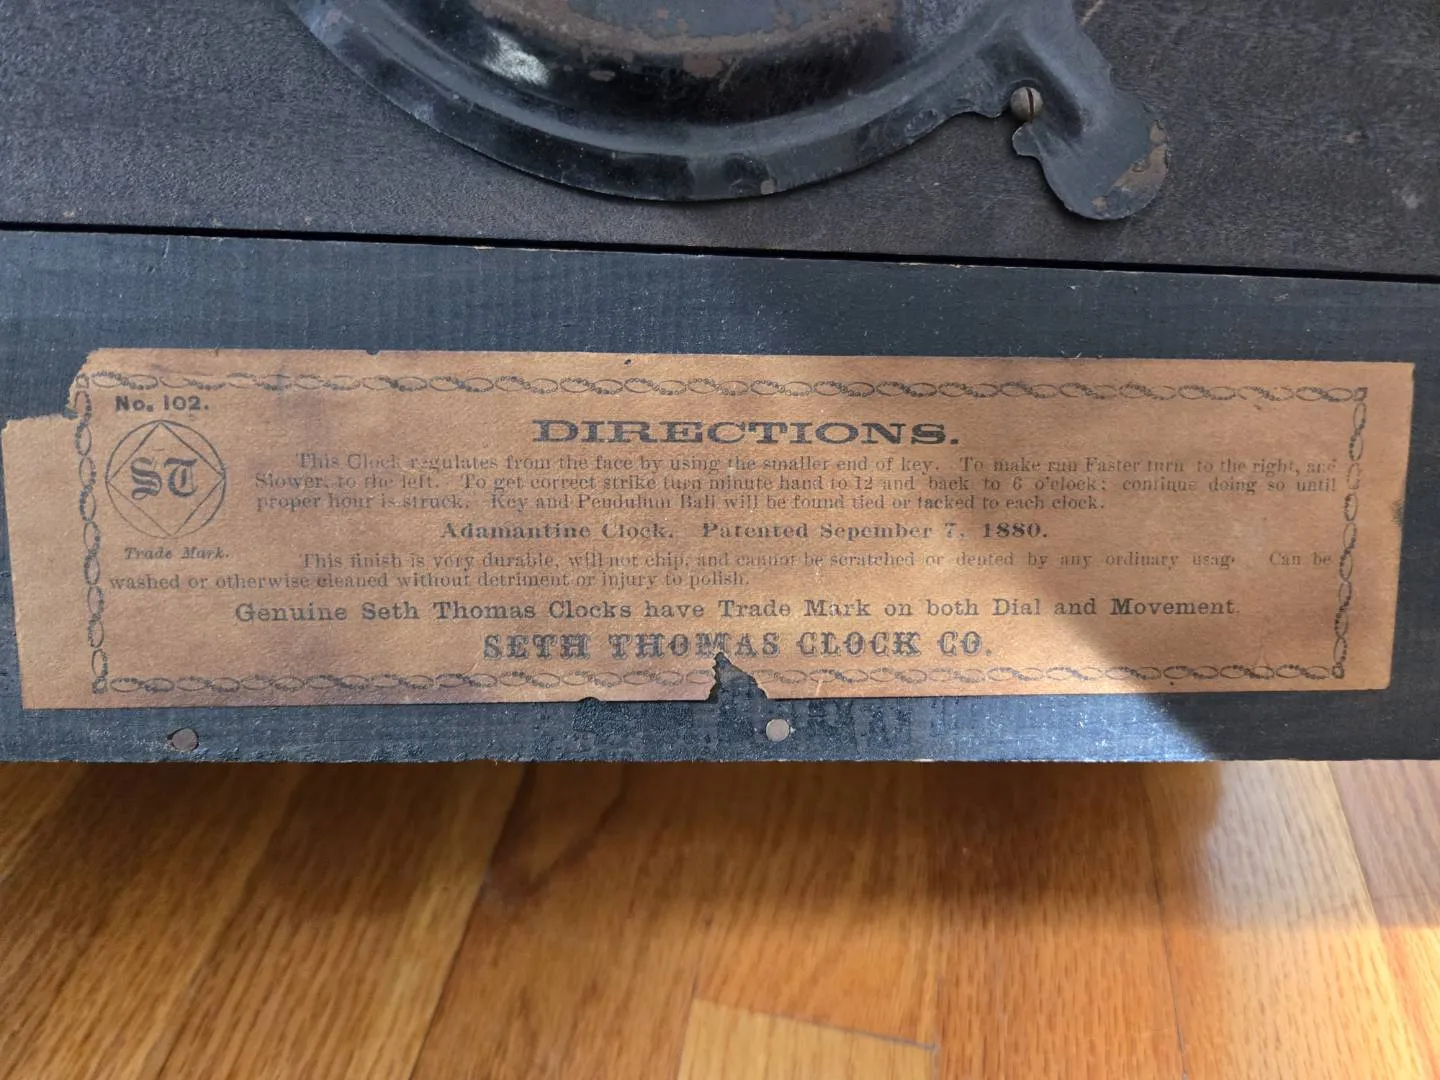 No. 102.
DIRECTIONS.
This Clock regulates from the face by using the smaller end of key. To make run Faster turn to the right, and
Slower, to the left. To get correct strike turn minute hand to 12 and back to 6 o'clock; continue doing so until
proper hour is struck. Key and Pendulum Ball will be found tied or tacked to each clock.
ST
Trade Mark.
Adamantine Clock. Patented Sepember 7, 1880.
This finish is very durable, will not chip, and cannot be scratched or dented by any ordinary usag Can be
washed or otherwise cleaned without detriment or injury to polish.
Genuine Seth Thomas Clocks have Trade Mark on both Dial and Movement.
SETH THOMAS CLOCK CO.